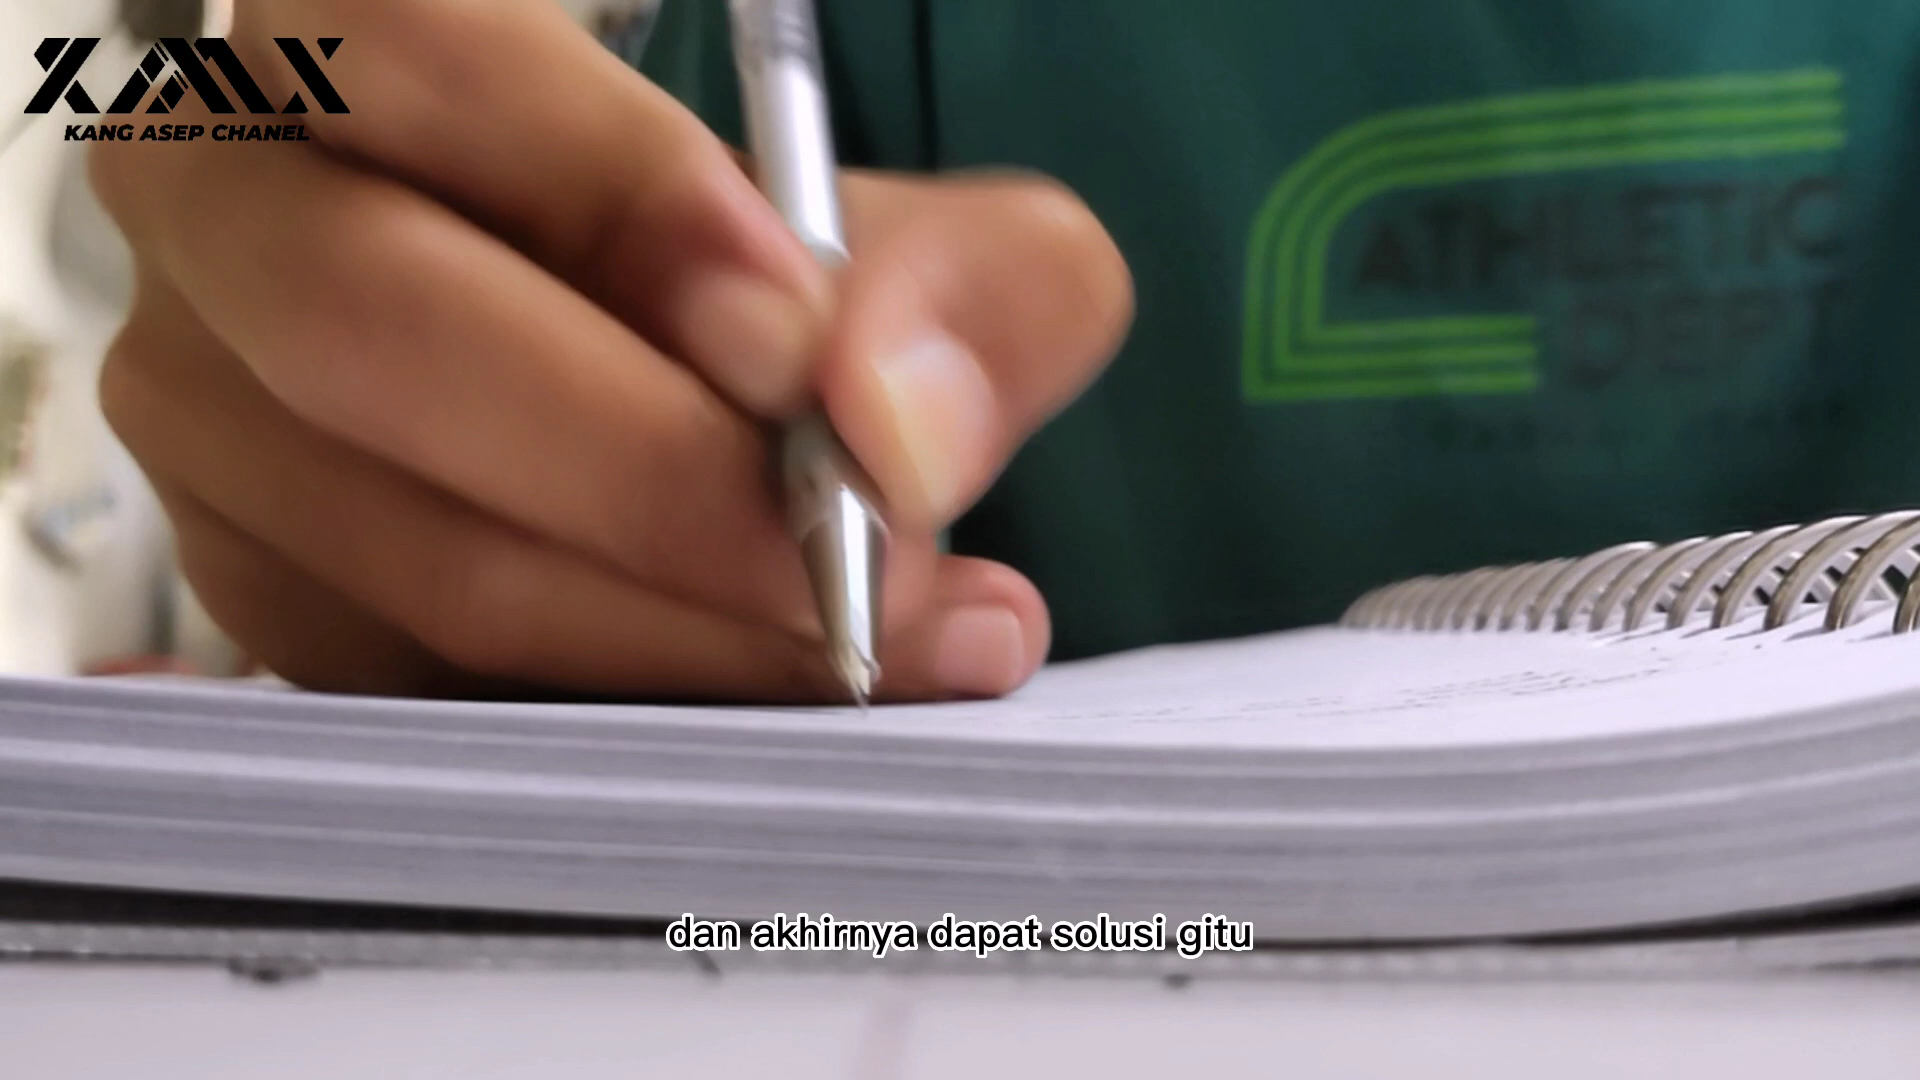 KANG ASEP CHANEL
ATHLETIC
DEPT
dan akhirnya dapat solusi gitu